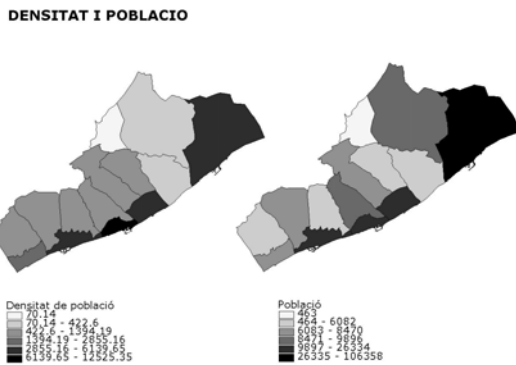 DENSITAT I POBLACIO
Densitat de població
70.14
70.14 - 422.6
422.6 - 1394.19
1394.19 - 2855.16
2855.16 - 6139.65
6139.65 - 12525.35
Població
463
464 - 6082
6083 - 8470
8471 - 9896
9897 - 26334
26335 - 106358